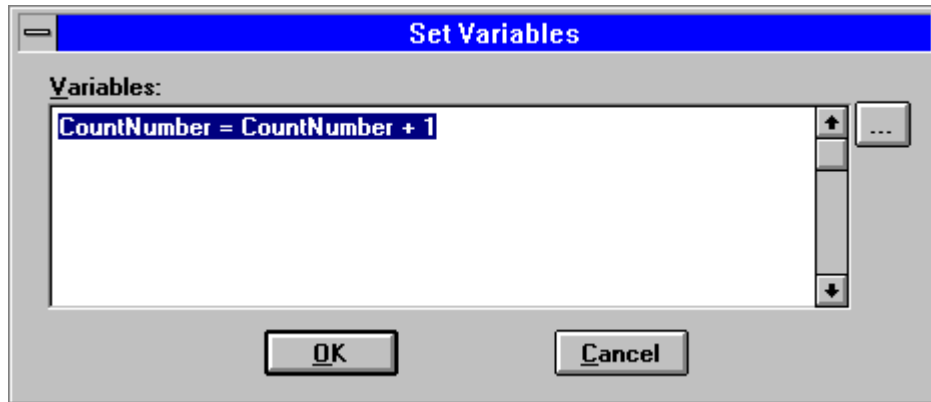 Set Variables
Variables:
CountNumber = CountNumber + 1
...
OK
Cancel